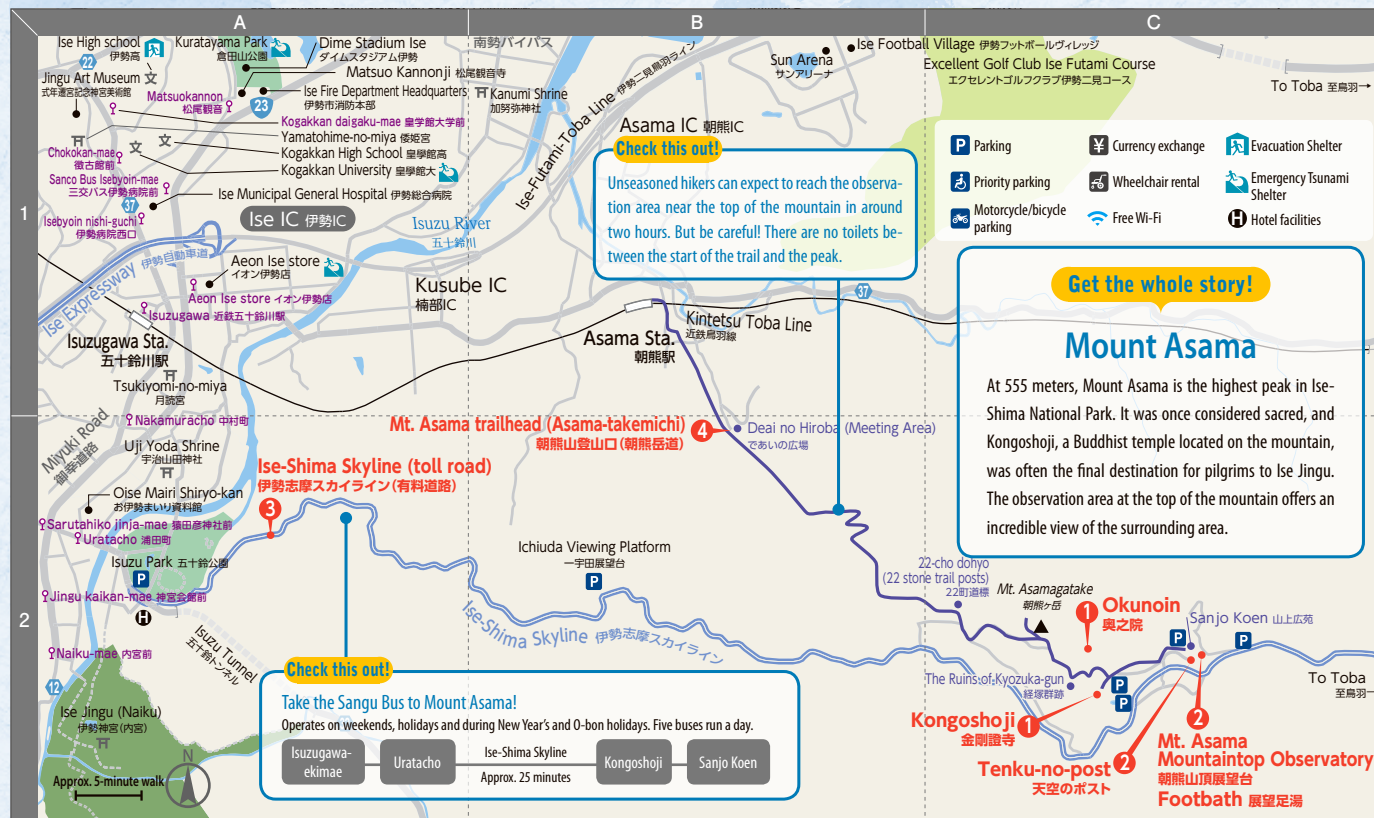 A
B
C
1
2
Ise High school
伊勢高
22
Kuratayama Park
倉田山公園
Dime Stadium Ise
ダイムスタジアム伊勢
Jingu Art Museum
式年遷宮記念神宮美術館
Matsuo Kannonji 松尾観音寺
Matsuokannon
松尾観音
23
Ise Fire Department Headquarters
伊勢市消防本部
Kogakkan daigaku-mae 皇学館大学前
Yamatohime-no-miya 倭姫宮
Kogakkan High School 皇學館高
Kogakkan University 皇學館大
Chokokan-mae
徴古館前
Sanco Bus Isebyoin-mae
三交バス伊勢病院前
37
Ise Municipal General Hospital 伊勢総合病院
Isebyoin nishi-guchi
伊勢病院西口
Ise IC 伊勢IC
Ise Expressway 伊勢自動車道
Aeon Ise store
イオン伊勢店
Aeon Ise store イオン伊勢店
Isuzugawa 近鉄五十鈴川駅
Isuzugawa Sta.
五十鈴川駅
Tsukiyomi-no-miya
月読宮
Nakamuracho 中村町
Miyuki Road
御幸道路
Uji Yoda Shrine
宇治山田神社
Oise Mairi Shiryo-kan
お伊勢まいり資料館
Sarutahiko jinja-mae 猿田彦神社前
Uratacho 浦田町
Isuzu Park 五十鈴公園
P
Jingu kaikan-mae 神宮会館前
H
Naiku-mae 内宮前
Isuzu Tunnel
五十鈴トンネル
12
Ise Jingu (Naiku)
伊勢神宮(内宮)
Approx. 5-minute walk
N
Ise-Shima Skyline (toll road)
伊勢志摩スカイライン(有料道路)
3
南勢バイパス
Kanumi Shrine
加努弥神社
Ise-Futami-Toba Line 伊勢二見鳥羽ライン
Isuzu River
五十鈴川
Kusube IC
楠部IC
Asama IC 朝熊IC
Sun Arena
サンアリーナ
Ise Football Village 伊勢フットボールヴィレッジ
Excellent Golf Club Ise Futami Course
エクセレントゴルフクラブ伊勢二見コース
To Toba 至鳥羽→
Check this out!
Unseasoned hikers can expect to reach the observa-
tion area near the top of the mountain in around
two hours. But be careful! There are no toilets be-
tween the start of the trail and the peak.
P Parking
Priority parking
Motorcycle/bicycle
parking
¥ Currency exchange
Wheelchair rental
Free Wi-Fi
Evacuation Shelter
Emergency Tsunami
Shelter
H Hotel facilities
37
Asama Sta.
朝熊駅
Kintetsu Toba Line
近鉄鳥羽線
Get the whole story!
Mount Asama
At 555 meters, Mount Asama is the highest peak in Ise-
Shima National Park. It was once considered sacred, and
Kongoshoji, a Buddhist temple located on the mountain,
was often the final destination for pilgrims to Ise Jingu.
The observation area at the top of the mountain offers an
incredible view of the surrounding area.
Mt. Asama trailhead (Asama-takemichi)
朝熊山登山口(朝熊岳道)
4
Deai no Hiroba (Meeting Area)
であいの広場
Ichiuda Viewing Platform
一宇田展望台
P
Ise-Shima Skyline 伊勢志摩スカイライン
22-cho dohyo
(22 stone trail posts)
22町道標
Mt. Asamagatake
朝熊ヶ岳
1
Okunoin
奥之院
Sanjo Koen 山上広苑
P
P
The Ruins of Kyozuka-gun
経塚群跡
P
P
Kongoshoji 1
金剛證寺
Tenku-no-post 2
天空のポスト
2
Mt. Asama
Mountaintop Observatory
朝熊山頂展望台
Footbath 展望足湯
To Toba
至鳥羽→
Check this out!
Take the Sangu Bus to Mount Asama!
Operates on weekends, holidays and during New Year's and O-bon holidays. Five buses run a day.
Isuzugawa-
ekimae
Uratacho
Ise-Shima Skyline
Approx. 25 minutes
Kongoshoji
Sanjo Koen